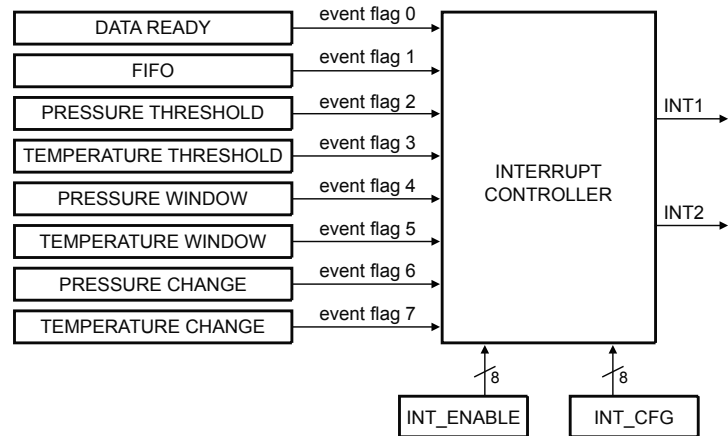 DATA READY
event flag 0
FIFO
event flag 1
PRESSURE THRESHOLD
event flag 2
TEMPERATURE THRESHOLD
event flag 3
PRESSURE WINDOW
event flag 4
TEMPERATURE WINDOW
event flag 5
PRESSURE CHANGE
event flag 6
TEMPERATURE CHANGE
event flag 7
INTERRUPT
CONTROLLER
INT1
INT2
8
8
INT_ENABLE
INT_CFG